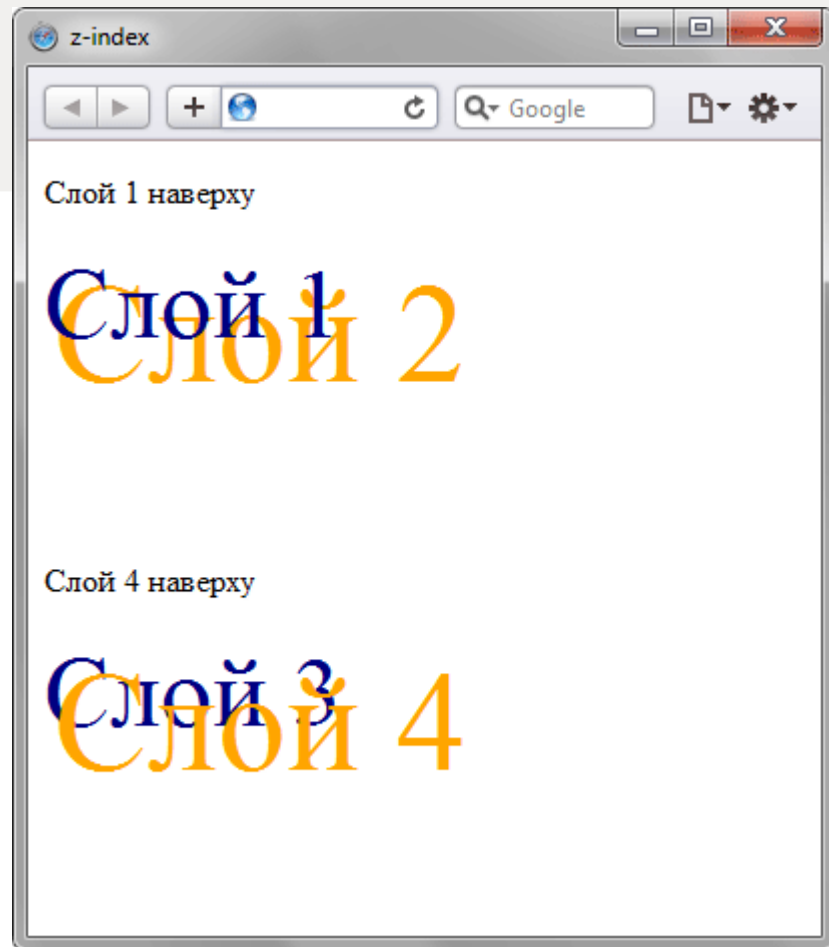 z-index
Google
Слой 1 наверху
Слой 1
Слой 2
Слой 4 наверху
Слой 3
Слой 4